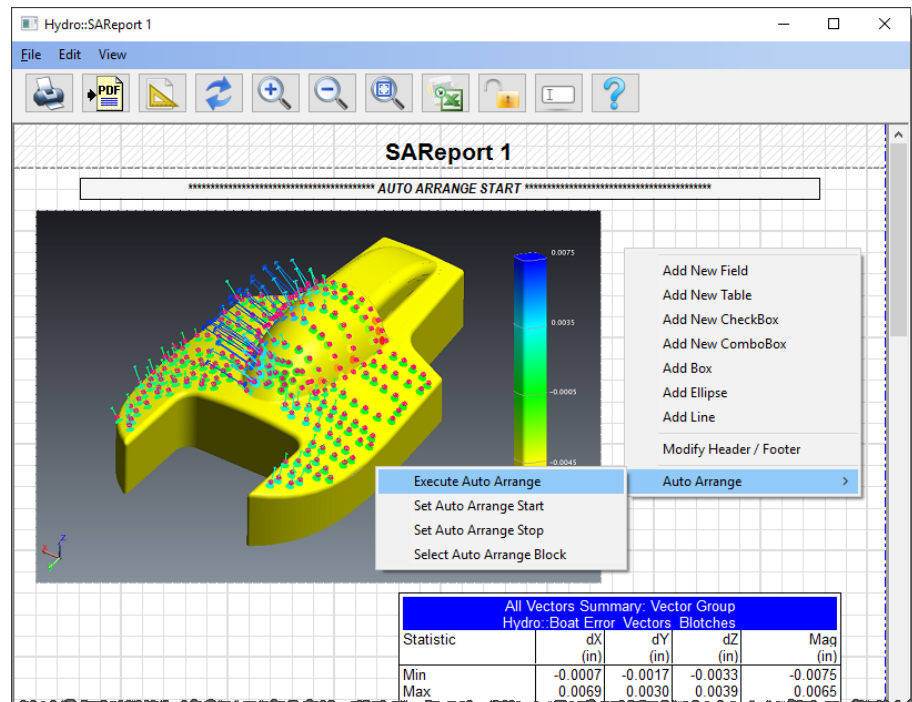 Hydro::SAReport 1
File Edit View
PDF
SAReport 1
****************************************** AUTO ARRANGE START ******************************************
0.0075
0.0035
-0.0005
-0.0045
Add New Field
Add New Table
Add New CheckBox
Add New ComboBox
Add Box
Add Ellipse
Add Line
Modify Header / Footer
Auto Arrange
Execute Auto Arrange
Set Auto Arrange Start
Set Auto Arrange Stop
Select Auto Arrange Block
X Z
All Vectors Summary: Vector Group
Hydro::Boat Error Vectors Blotches
Statistic dX dY dZ Mag
(in) (in) (in) (in)
Min -0.0007 -0.0017 -0.0033 -0.0075
Max 0.0069 0.0030 0.0039 0.0065